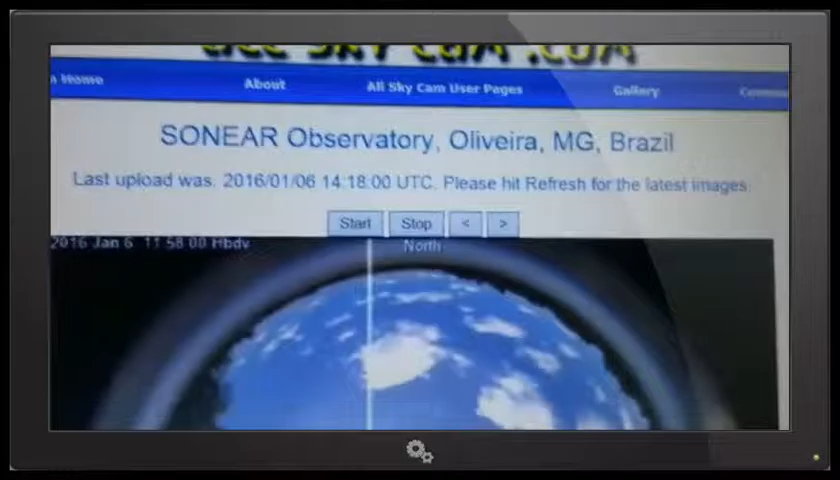 Home
About
All Sky Cam User Pages
Gallery
SONEAR Observatory, Oliveira, MG, Brazil
Last upload was. 2016/01/06 14:18:00 UTC. Please hit Refresh for the latest images.
Start
Stop
<
>
2016 Jan 6 11 58 00 Hbdv
North